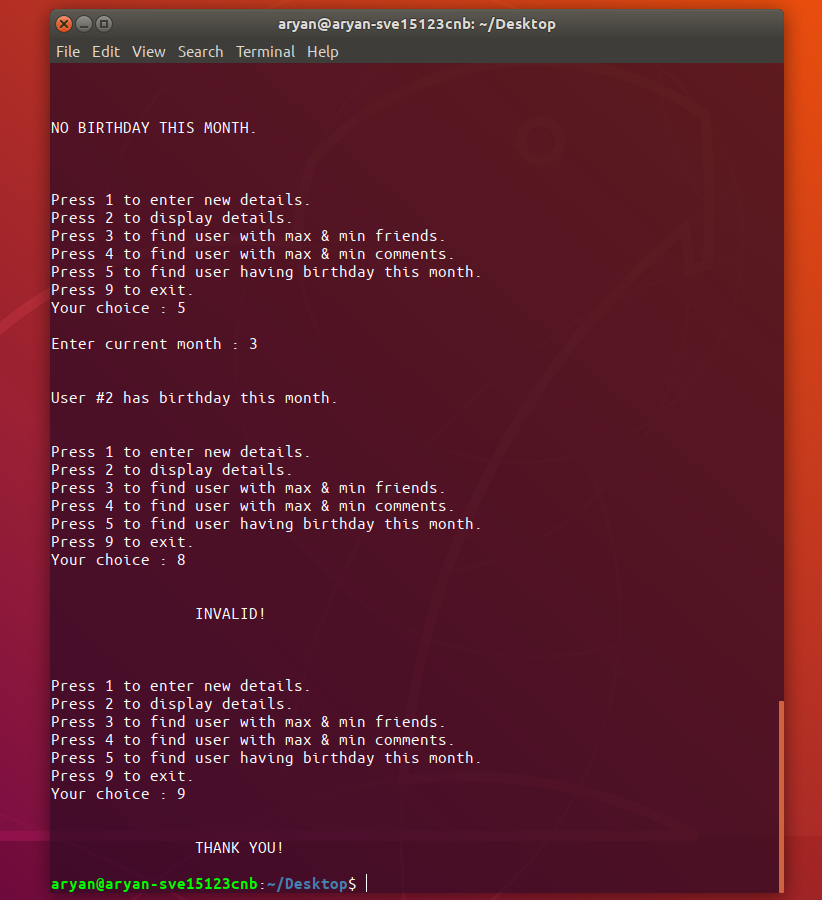 aryan@aryan-sve15123cnb: ~/Desktop
File Edit View Search Terminal Help
NO BIRTHDAY THIS MONTH.
Press 1 to enter new details.
Press 2 to display details.
Press 3 to find user with max & min friends.
Press 4 to find user with max & min comments.
Press 5 to find user having birthday this month.
Press 9 to exit.
Your choice : 5
Enter current month : 3
User #2 has birthday this month.
Press 1 to enter new details.
Press 2 to display details.
Press 3 to find user with max & min friends.
Press 4 to find user with max & min comments.
Press 5 to find user having birthday this month.
Press 9 to exit.
Your choice : 8
INVALID!
Press 1 to enter new details.
Press 2 to display details.
Press 3 to find user with max & min friends.
Press 4 to find user with max & min comments.
Press 5 to find user having birthday this month.
Press 9 to exit.
Your choice : 9
THANK YOU!
aryan@aryan-sve15123cnb:~/Desktop$